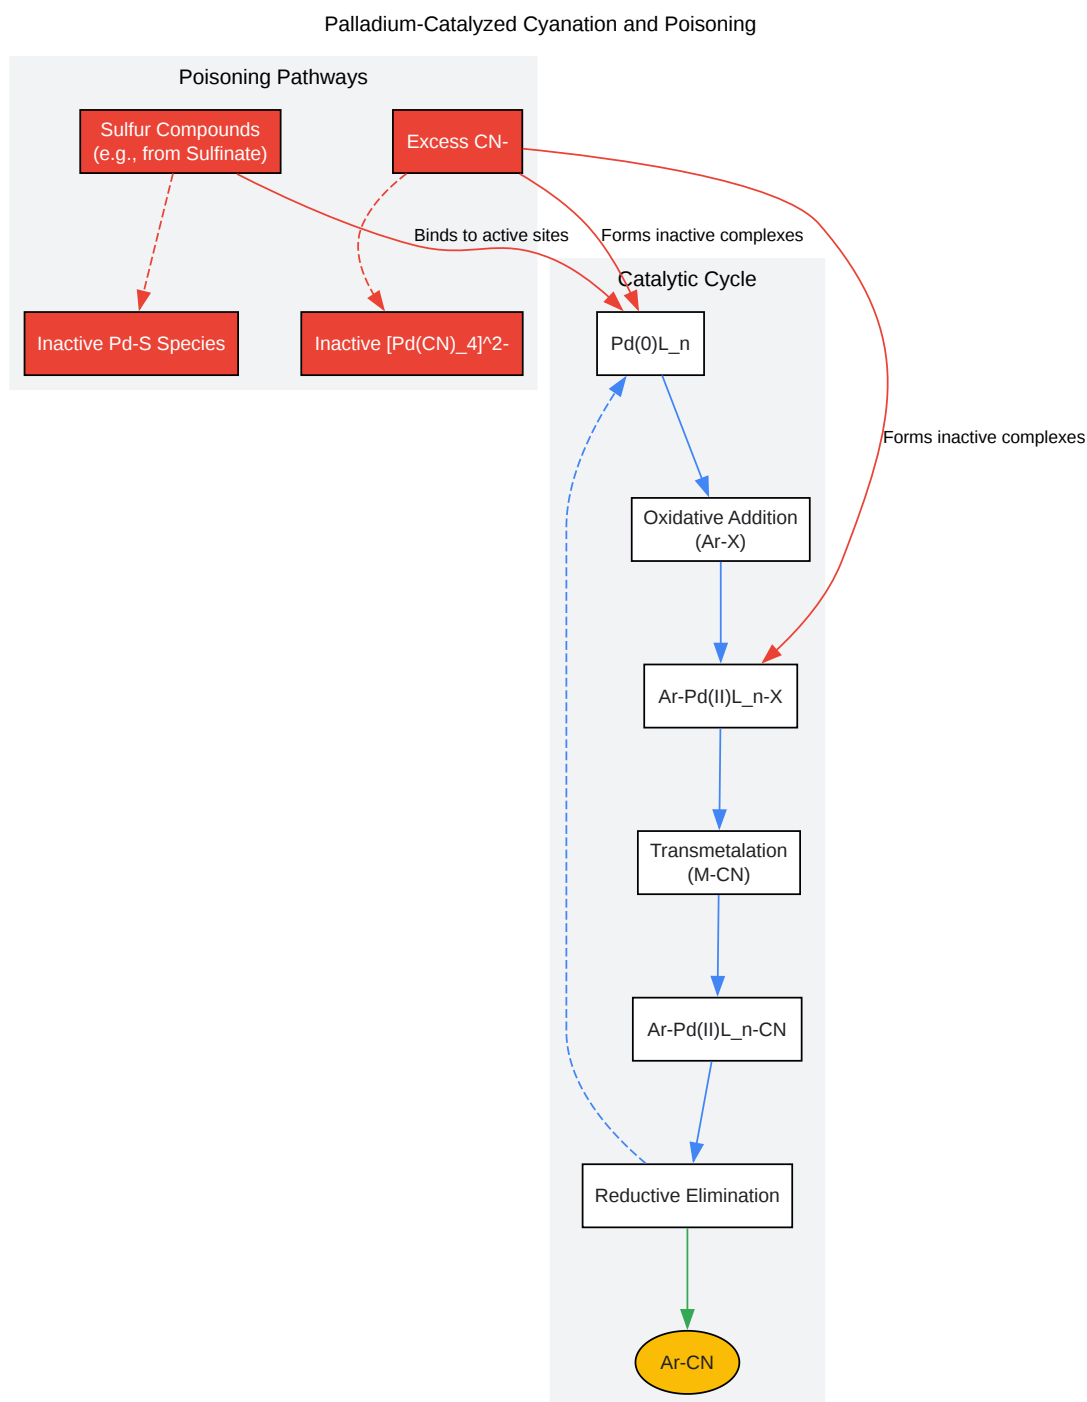 Palladium-Catalyzed Cyanation and Poisoning
Poisoning Pathways
Sulfur Compounds
(e.g., from Sulfinate)
Excess CN-
Binds to active sites
Forms inactive complexes
Catalytic Cycle
Inactive Pd-S Species
Inactive [Pd(CN)_4]^2-
Pd(0)L_n
Forms inactive complexes
Oxidative Addition
(Ar-X)
Ar-Pd(II)L_n-X
Transmetalation
(M-CN)
Ar-Pd(II)L_n-CN
Reductive Elimination
Ar-CN